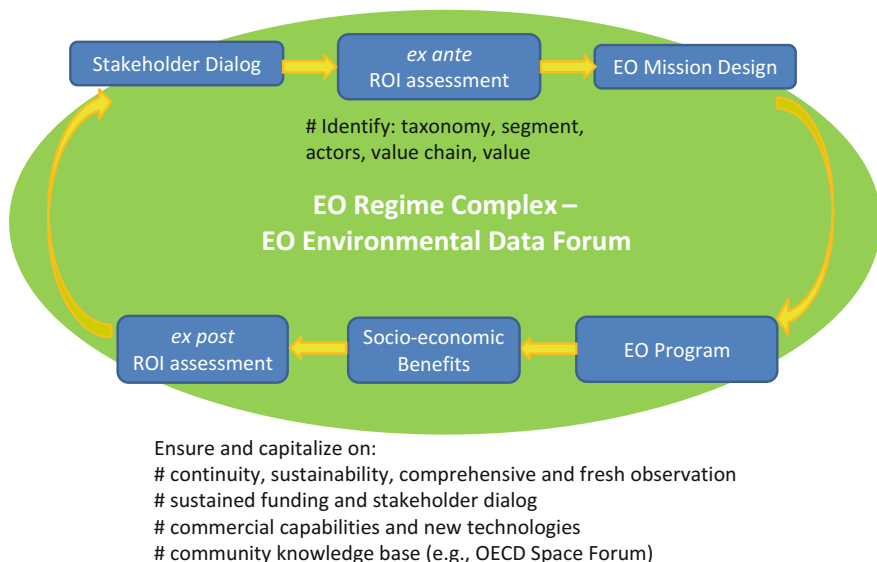 Stakeholder Dialog
ex ante
ROI assessment
EO Mission Design
# Identify: taxonomy, segment,
actors, value chain, value
EO Regime Complex –
EO Environmental Data Forum
ex post
ROI assessment
Socio-economic
Benefits
EO Program
Ensure and capitalize on:
# continuity, sustainability, comprehensive and fresh observation
# sustained funding and stakeholder dialog
# commercial capabilities and new technologies
# community knowledge base (e.g., OECD Space Forum)